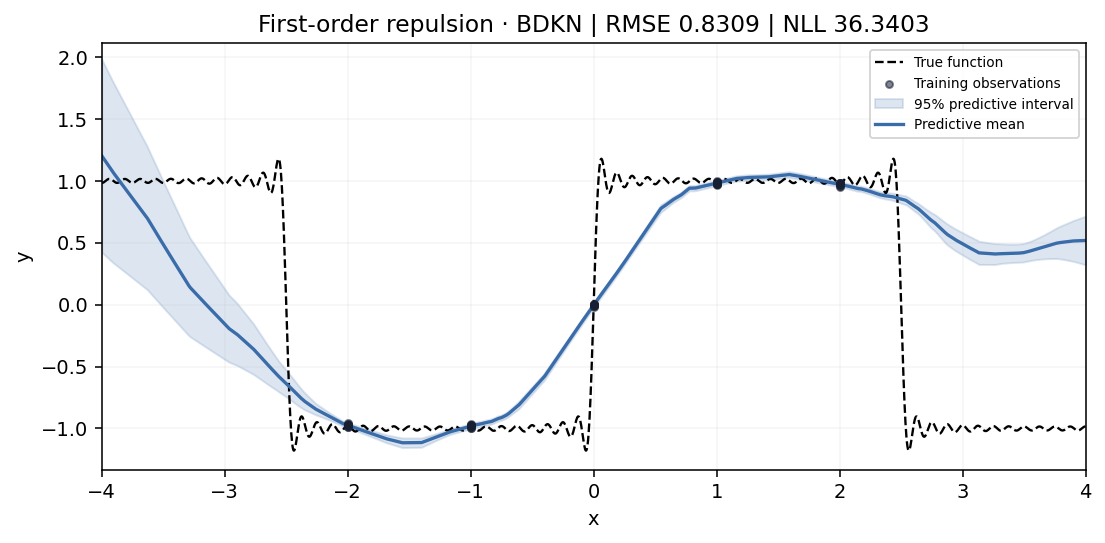 First-order repulsion · BDKN | RMSE 0.8309 | NLL 36.3403
True function
Training observations
95% predictive interval
Predictive mean
y
2.0
1.5
1.0
0.5
0.0
−0.5
−1.0
−4 −3 −2 −1 0 1 2 3 4
x